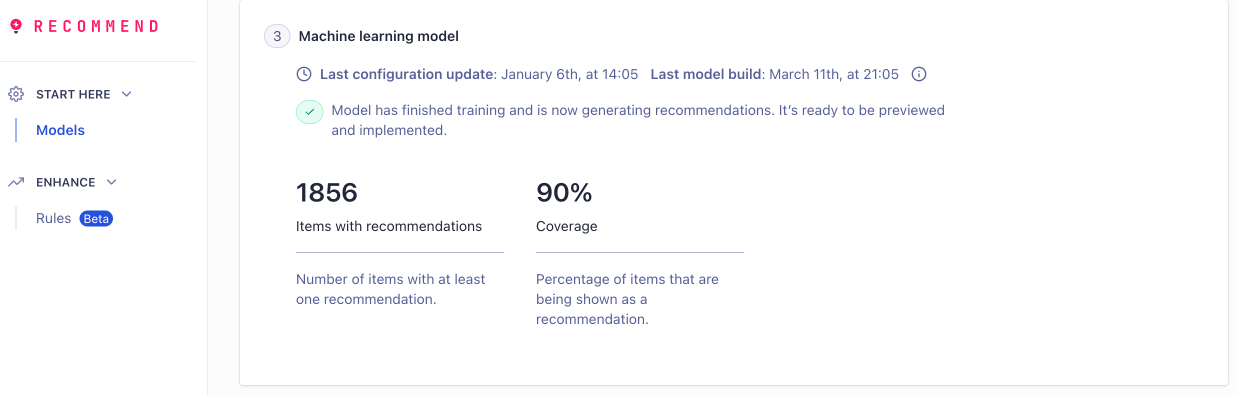 RECOMMEND
START HERE
Models
ENHANCE
Rules Beta
3 Machine learning model
Last configuration update: January 6th, at 14:05 Last model build: March 11th, at 21:05
Model has finished training and is now generating recommendations. It’s ready to be previewed
and implemented.
1856
Items with recommendations
Number of items with at least
one recommendation.
90%
Coverage
Percentage of items that are
being shown as a
recommendation.